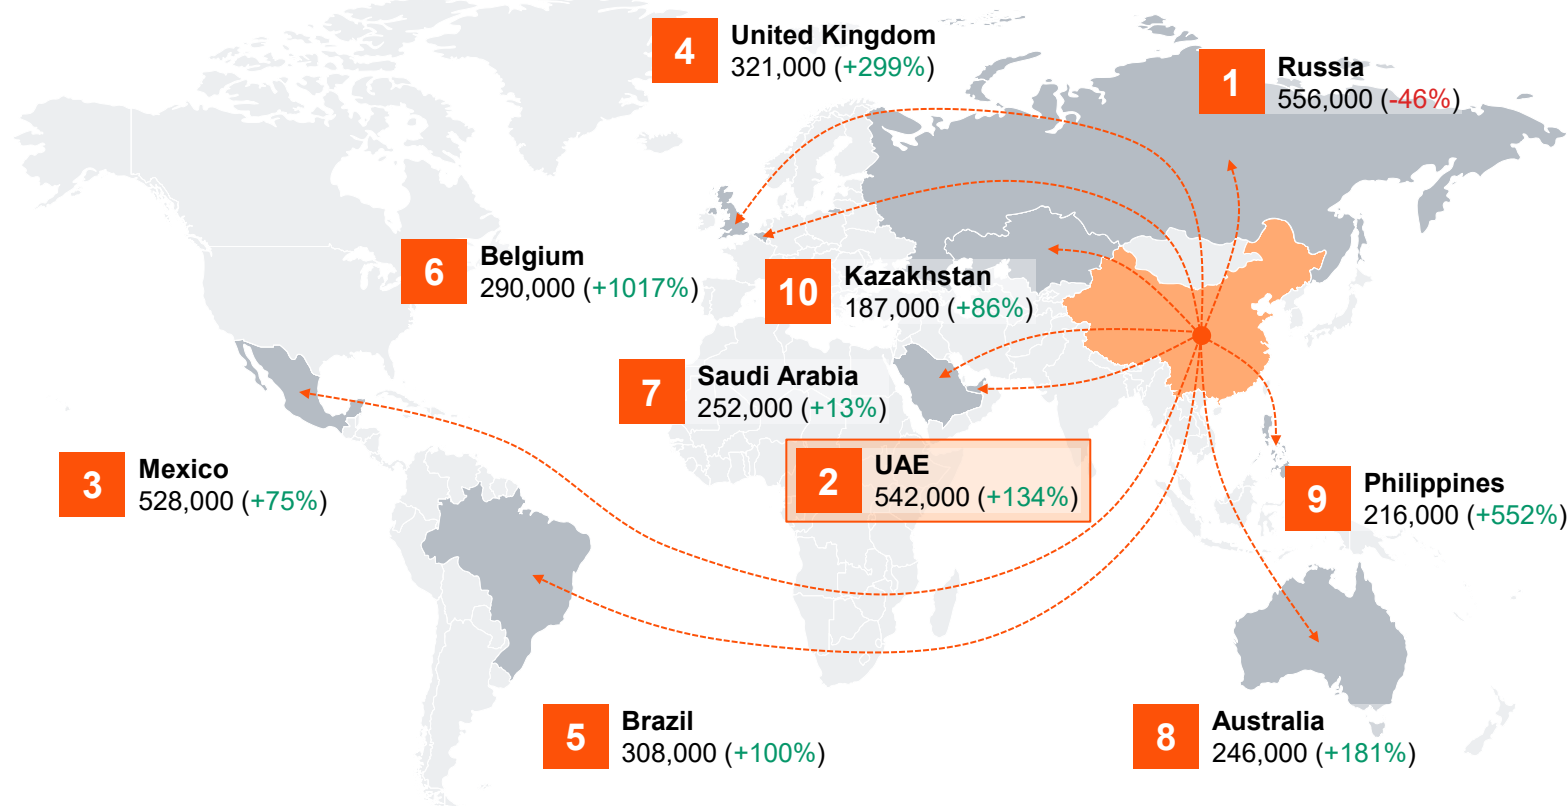 4
United Kingdom
321,000 (+299%)
1
Russia
556,000 (-46%)
6
Belgium
290,000 (+1017%)
10
Kazakhstan
187,000 (+86%)
7
Saudi Arabia
252,000 (+13%)
3
Mexico
528,000 (+75%)
2
UAE
542,000 (+134%)
9
Philippines
216,000 (+552%)
5
Brazil
308,000 (+100%)
8
Australia
246,000 (+181%)